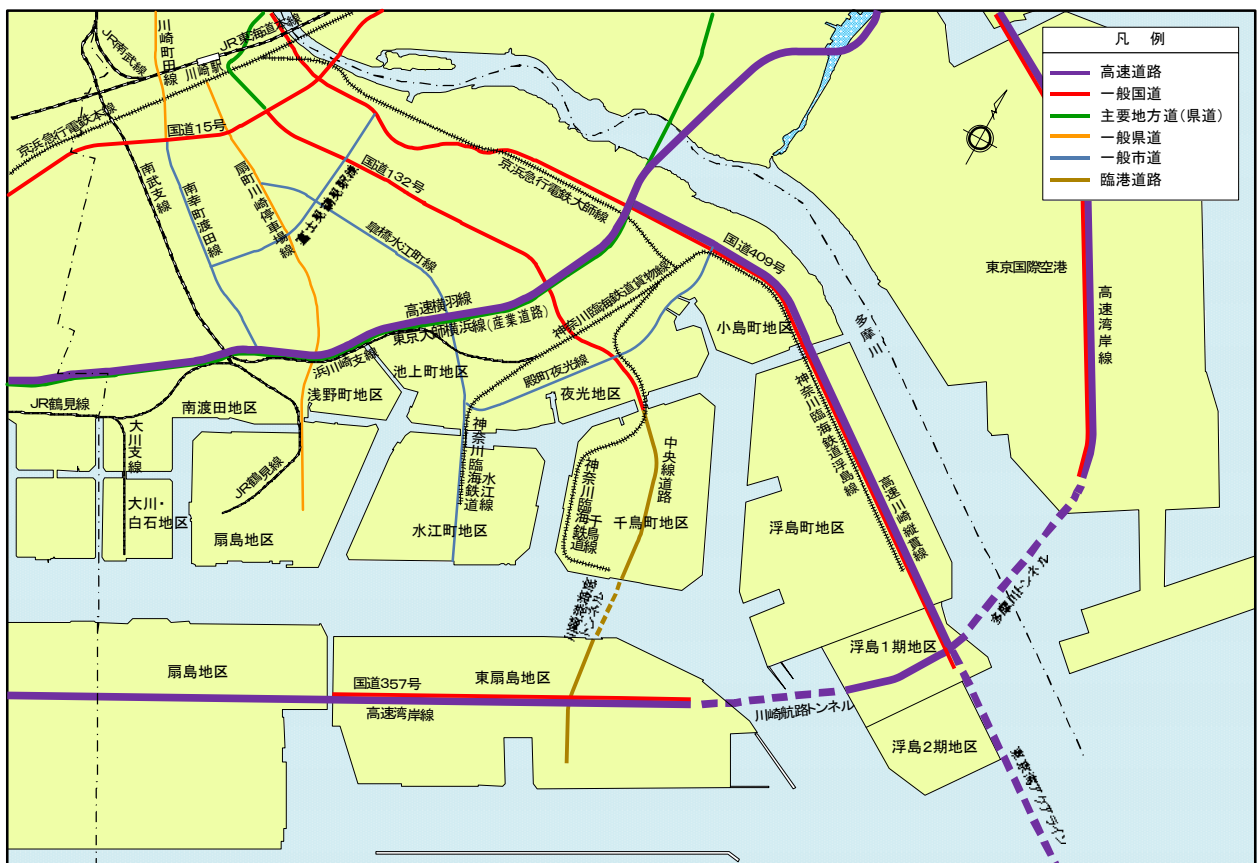 凡 例
高速道路
一般国道
主要地方道(県道)
一般県道
一般市道
臨港道路
JR南武線
川崎町田線
JR東海道本線
川崎駅
京浜急行電鉄本線
国道15号
南武支線
南幸町渡田線
扇町川崎停車場線
富士見鶴見駅線
国道132号
皐橋水江町線
京浜急行電鉄大師線
国道409号
高速横羽線
東京大師横浜線(産業道路)
神奈川臨海鉄道貨物線
殿町夜光線
小島町地区
多摩川
東京国際空港
高速湾岸線
浜川崎支線
池上町地区
浅野町地区
夜光地区
JR鶴見線
南渡田地区
大川支線
大川・
白石地区
JR鶴見線
扇島地区
神奈川臨海鉄道
水江線
水江町地区
神奈川臨海鉄道
千鳥線
中央線道路
千鳥町地区
神奈川臨海鉄道浮島線
高速川崎縦貫線
浮島町地区
川崎港海底
トンネル
多摩川トンネル
浮島1期地区
扇島地区
国道357号
東扇島地区
高速湾岸線
川崎航路トンネル
浮島2期地区
東京湾アクアライン